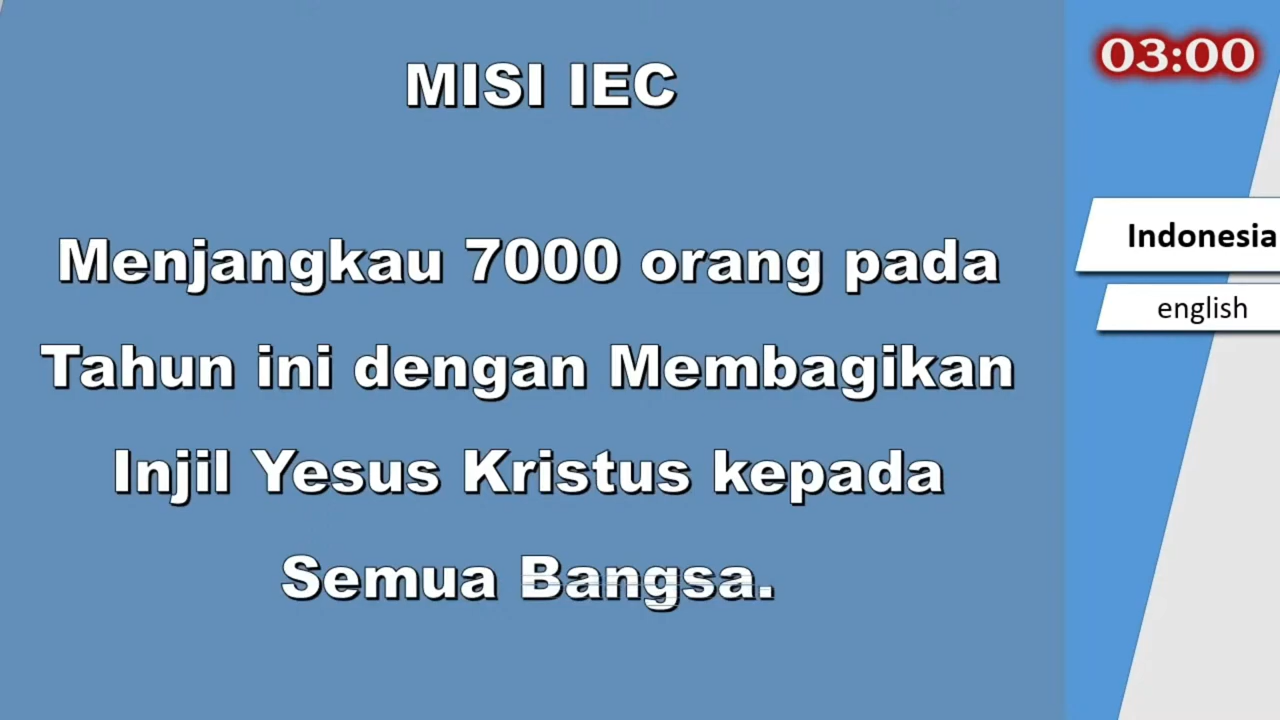 MISI IEC
03:00
Menjangkau 7000 orang pada
Tahun ini dengan Membagikan
Injil Yesus Kristus kepada
Semua Bangsa.
Indonesia
english